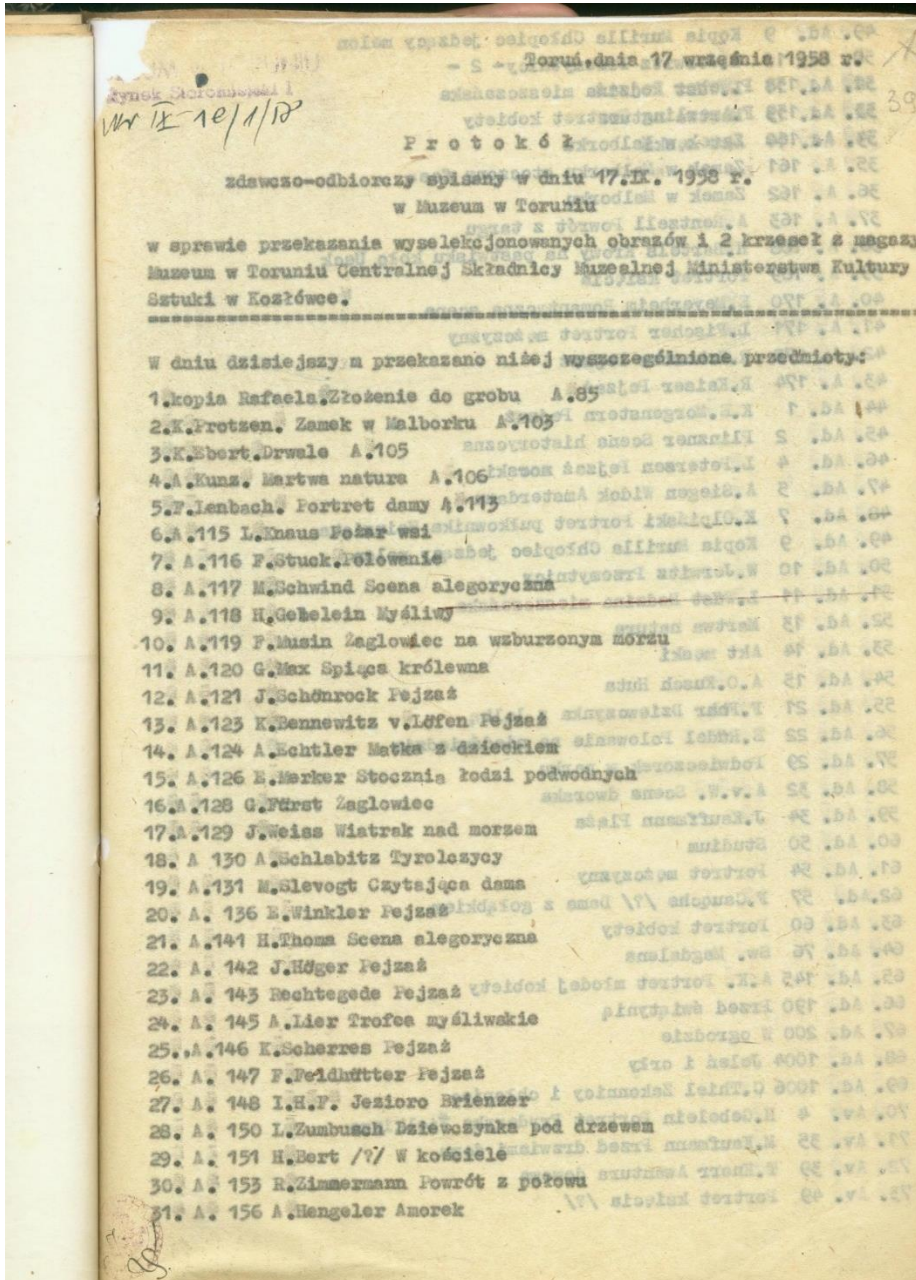 Toruń,dnia 17 września 1958 r.
Rynek Staromiejski 1
39
Nr IX-1e/1/58
P r o t o k ó ł
zdawczo-odbiorczy spisany w dniu 17.IX. 1958 r.
w Muzeum w Toruniu
w sprawie przekazania wyselekcjonowanych obrazów i 2 krzeseł z magazy
Muzeum w Toruniu Centralnej Składnicy Muzealnej Ministerstwa Kultury
Sztuki w Kozłówce.
W dniu dzisiejszy m przekazano niżej wyszczególnione przedmioty:
1.kopia Rafaela.Złożenie do grobu A.85
2.K.Protzen. Zamek w Malborku A.103
3.K.Ebert.Drwale A.105
4.A.Kunz. Martwa natura A.106
5.F.Lenbach. Portret damy A.113
6.A.115 L.Knaus Pożar wsi
7. A.116 F.Stuck.Polowanie
8. A.117 M.Schwind Scena alegoryczna
9. A.118 H.Gebelein Myśliwy
10. A.119 F.Musin Żaglowiec na wzburzonym morzu
11. A.120 G.Max Spiąca królewna
12. A.121 J.Schönrock Pejzaż
13. A.123 K.Bennewitz v.Löfen Pejzaż
14. A.124 A.Echtler Matka z dzieckiem
15. A.126 E.Merker Stocznia łodzi podwodnych
16.A.128 G.Fürst Żaglowiec
17.A.129 J.Weiss Wiatrak nad morzem
18. A 130 A.Schlabitz Tyrolczycy
19. A.131 M.Slevogt Czytająca dama
20. A. 136 E.Winkler Pejzaż
21. A.141 H.Thoma Scena alegoryczna
22. A. 142 J.Höger Pejzaż
23. A. 143 Rechtegede Pejzaż
24. A. 145 A.Lier Trofea myśliwskie
25..A.146 K.Scherres Pejzaż
26. A. 147 F.Feldhütter Pejzaż
27. A. 148 I.H.F. Jezioro Brienzer
28. A. 150 L.Zumbusch Dziewczynka pod drzewem
29. A. 151 H.Bert /?/ W kościele
30. A. 153 R.Zimmermann Powrót z połowu
31. A. 156 A.Hengeler Amorek